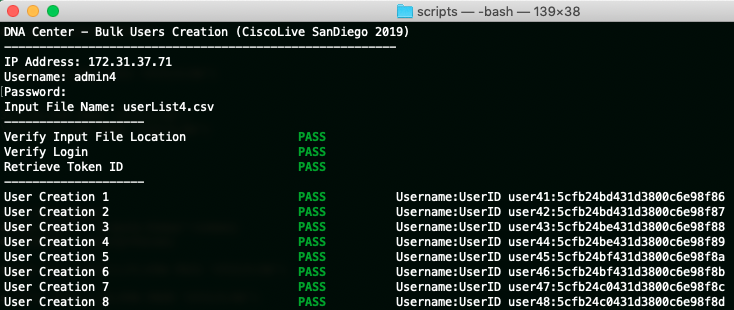 scripts — -bash — 139×38
DNA Center - Bulk Users Creation (CiscoLive SanDiego 2019)
--------------------------------------------------------
IP Address: 172.31.37.71
Username: admin4
Password:
Input File Name: userList4.csv
--------------------
Verify Input File Location PASS
Verify Login PASS
Retrieve Token ID PASS
--------------------
User Creation 1 PASS Username:UserID user41:5cfb24bd431d3800c6e98f86
User Creation 2 PASS Username:UserID user42:5cfb24bd431d3800c6e98f87
User Creation 3 PASS Username:UserID user43:5cfb24be431d3800c6e98f88
User Creation 4 PASS Username:UserID user44:5cfb24be431d3800c6e98f89
User Creation 5 PASS Username:UserID user45:5cfb24bf431d3800c6e98f8a
User Creation 6 PASS Username:UserID user46:5cfb24bf431d3800c6e98f8b
User Creation 7 PASS Username:UserID user47:5cfb24c0431d3800c6e98f8c
User Creation 8 PASS Username:UserID user48:5cfb24c0431d3800c6e98f8d